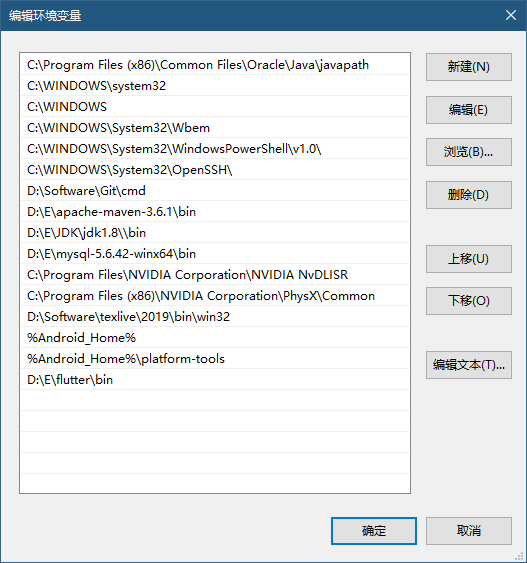 编辑环境变量
C:\Program Files (x86)\Common Files\Oracle\Java\javapath
C:\WINDOWS\system32
C:\WINDOWS
C:\WINDOWS\System32\Wbem
C:\WINDOWS\System32\WindowsPowerShell\v1.0\
C:\WINDOWS\System32\OpenSSH\
D:\Software\Git\cmd
D:\E\apache-maven-3.6.1\bin
D:\E\JDK\jdk1.8\\bin
D:\E\mysql-5.6.42-winx64\bin
C:\Program Files\NVIDIA Corporation\NVIDIA NvDLISR
C:\Program Files (x86)\NVIDIA Corporation\PhysX\Common
D:\Software\texlive\2019\bin\win32
%Android_Home%
%Android_Home%\platform-tools
D:\E\flutter\bin
新建(N)
编辑(E)
浏览(B)...
删除(D)
上移(U)
下移(O)
编辑文本(T)...
确定
取消